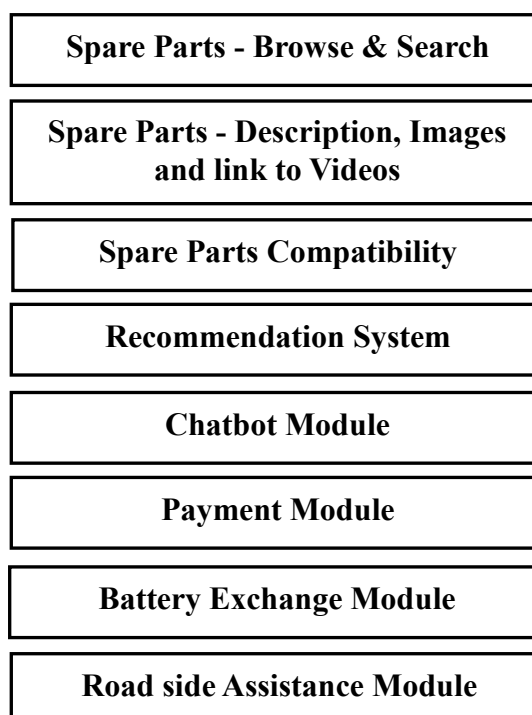 Spare Parts - Browse & Search
Spare Parts - Description, Images
and link to Videos
Spare Parts Compatibility
Recommendation System
Chatbot Module
Payment Module
Battery Exchange Module
Road side Assistance Module